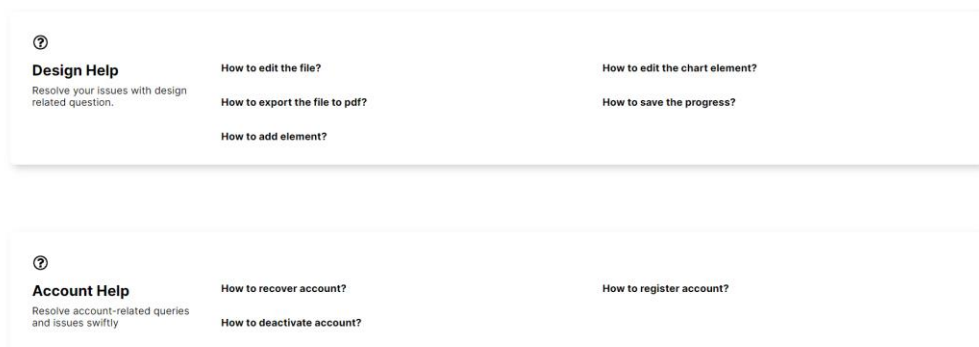 Design Help
Resolve your issues with design
related question.
How to edit the file?
How to edit the chart element?
How to export the file to pdf?
How to save the progress?
How to add element?
Account Help
Resolve account-related queries
and issues swiftly
How to recover account?
How to register account?
How to deactivate account?